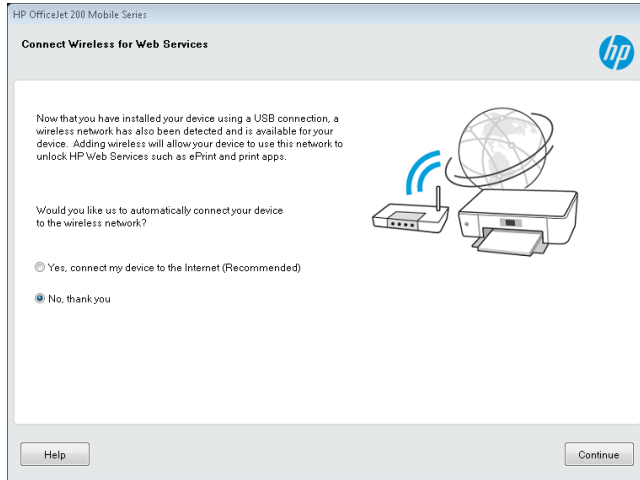 HP OfficeJet 200 Mobile Series
Connect Wireless for Web Services
hp
Now that you have installed your device using a USB connection, a
wireless network has also been detected and is available for your
device. Adding wireless will allow your device to use this network to
unlock HP Web Services such as ePrint and print apps.
Would you like us to automatically connect your device
to the wireless network?
Yes, connect my device to the Internet (Recommended)
No, thank you
Help
Continue